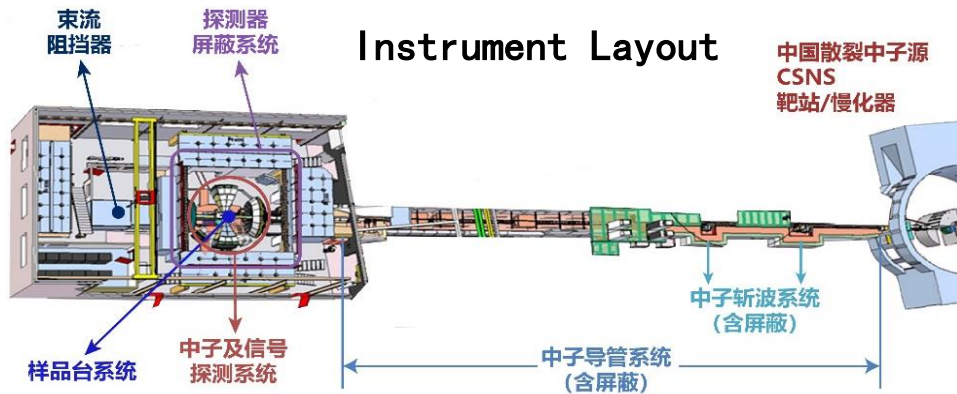 束流
阻挡器
探测器
屏蔽系统
Instrument Layout
中国散裂中子源
CSNS
靶站/慢化器
中子斩波系统
（含屏蔽）
样品台系统
中子及信号
探测系统
中子导管系统
（含屏蔽）